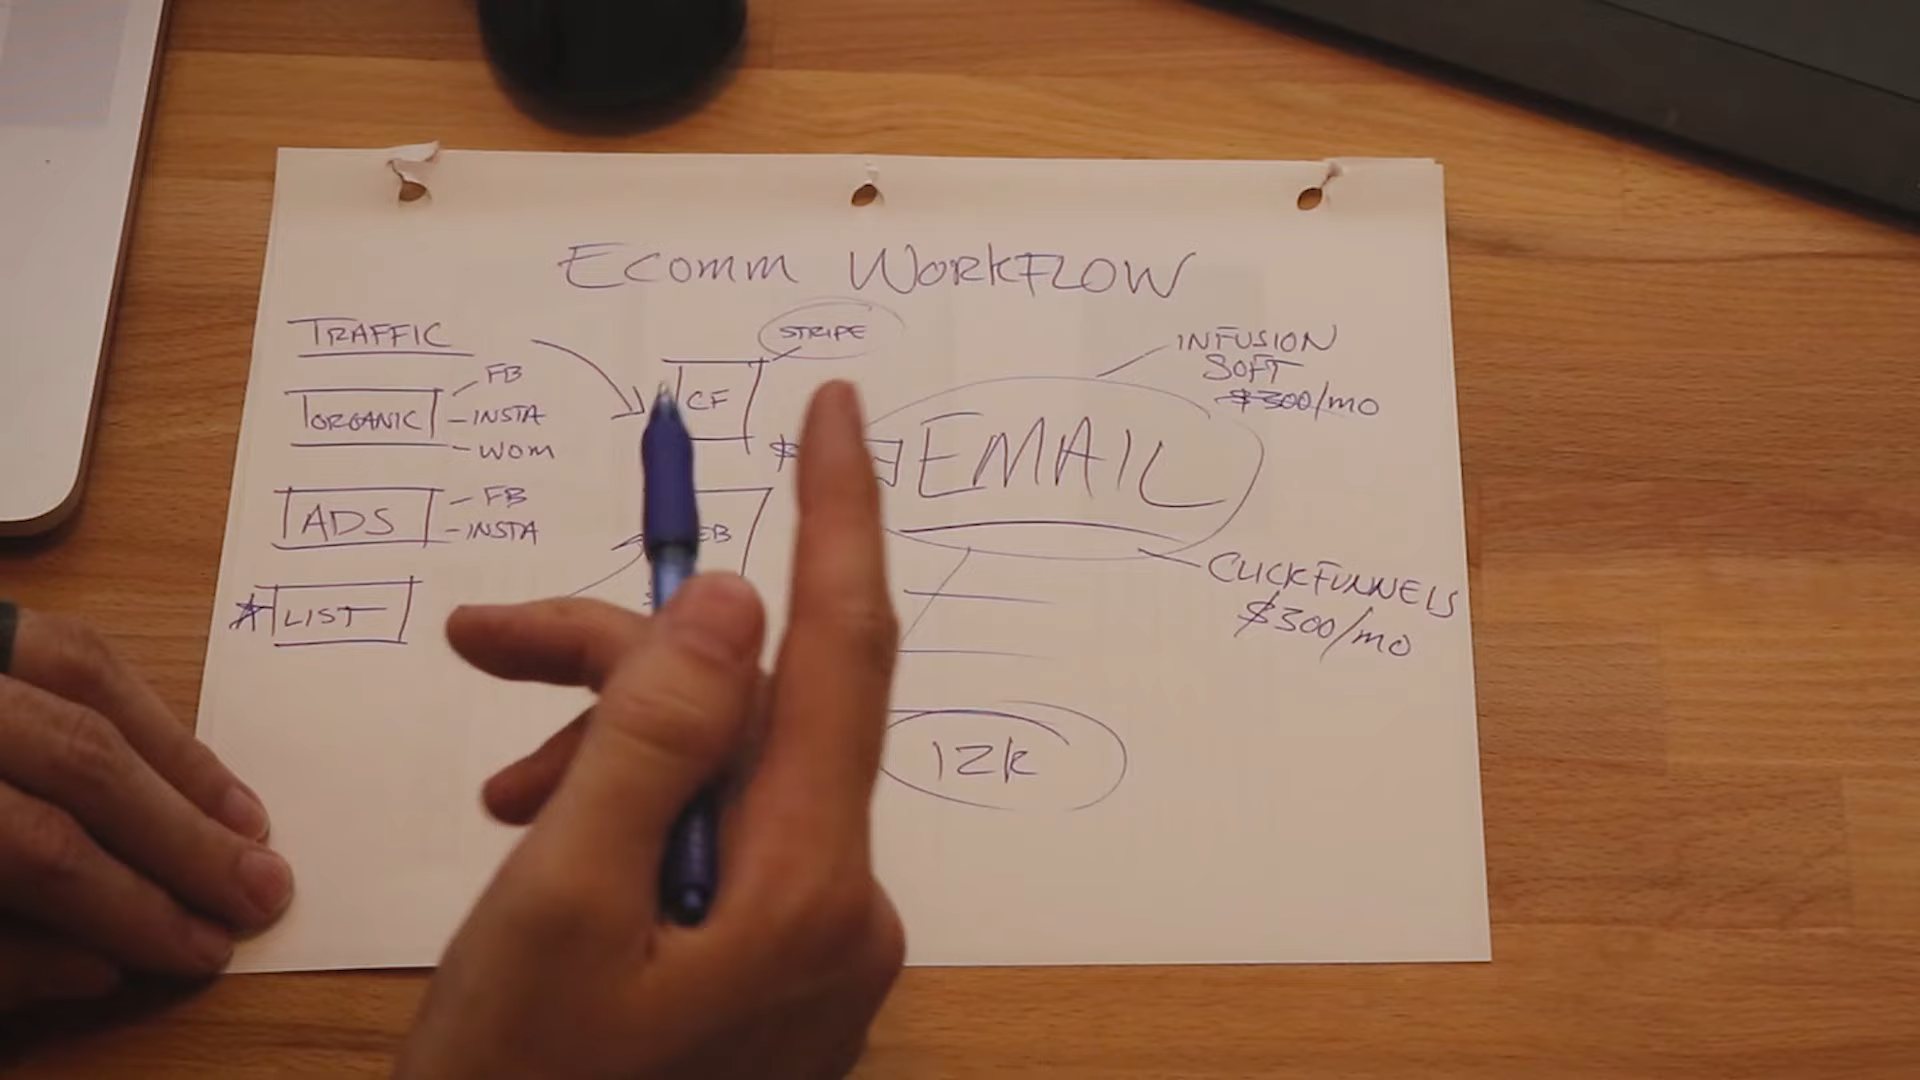 ECOMM WORKFLOW
TRAFFIC
ORGANIC
FB
INSTA
WOM
ADS
FB
INSTA
LIST
STRIPE
CF
EMAIL
INFUSION
SOFT
$300/MO
CLICKFUNNELS
$300/MO
12K